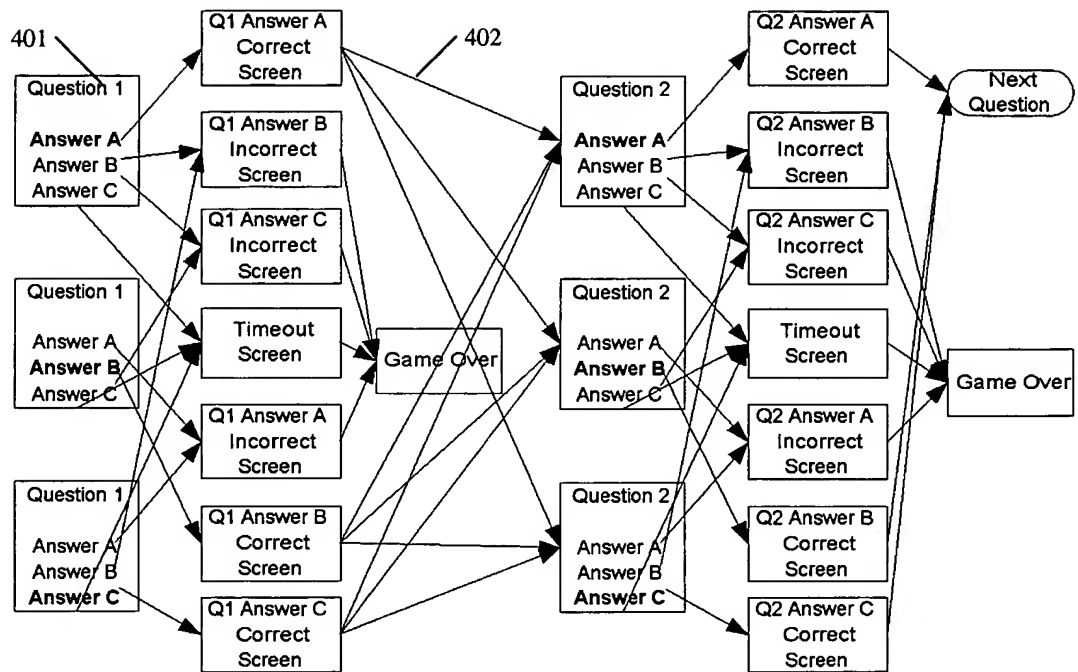 401
Question 1
Answer A
Answer B
Answer C
Question 1
Answer A
Answer B
Answer C
Question 1
Answer A
Answer B
Answer C
Q1 Answer A
Correct
Screen
Q1 Answer B
Incorrect
Screen
Q1 Answer C
Incorrect
Screen
Timeout
Screen
Q1 Answer A
Incorrect
Screen
Q1 Answer B
Correct
Screen
Q1 Answer C
Correct
Screen
402
Game Over
Question 2
Answer A
Answer B
Answer C
Question 2
Answer A
Answer B
Answer C
Question 2
Answer A
Answer B
Answer C
Q2 Answer A
Correct
Screen
Q2 Answer B
Incorrect
Screen
Q2 Answer C
Incorrect
Screen
Timeout
Screen
Q2 Answer A
Incorrect
Screen
Q2 Answer B
Correct
Screen
Q2 Answer C
Correct
Screen
Next
Question
Game Over